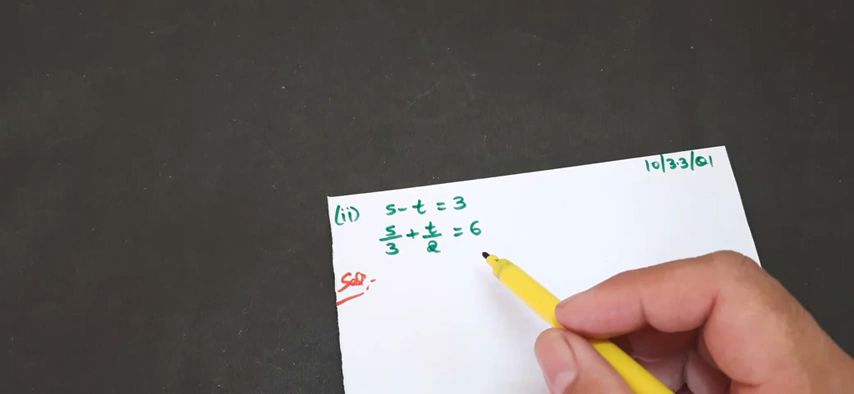 10/3.3/Q1
(ii) s - t = 3
s/3 + t/2 = 6
Sol:-